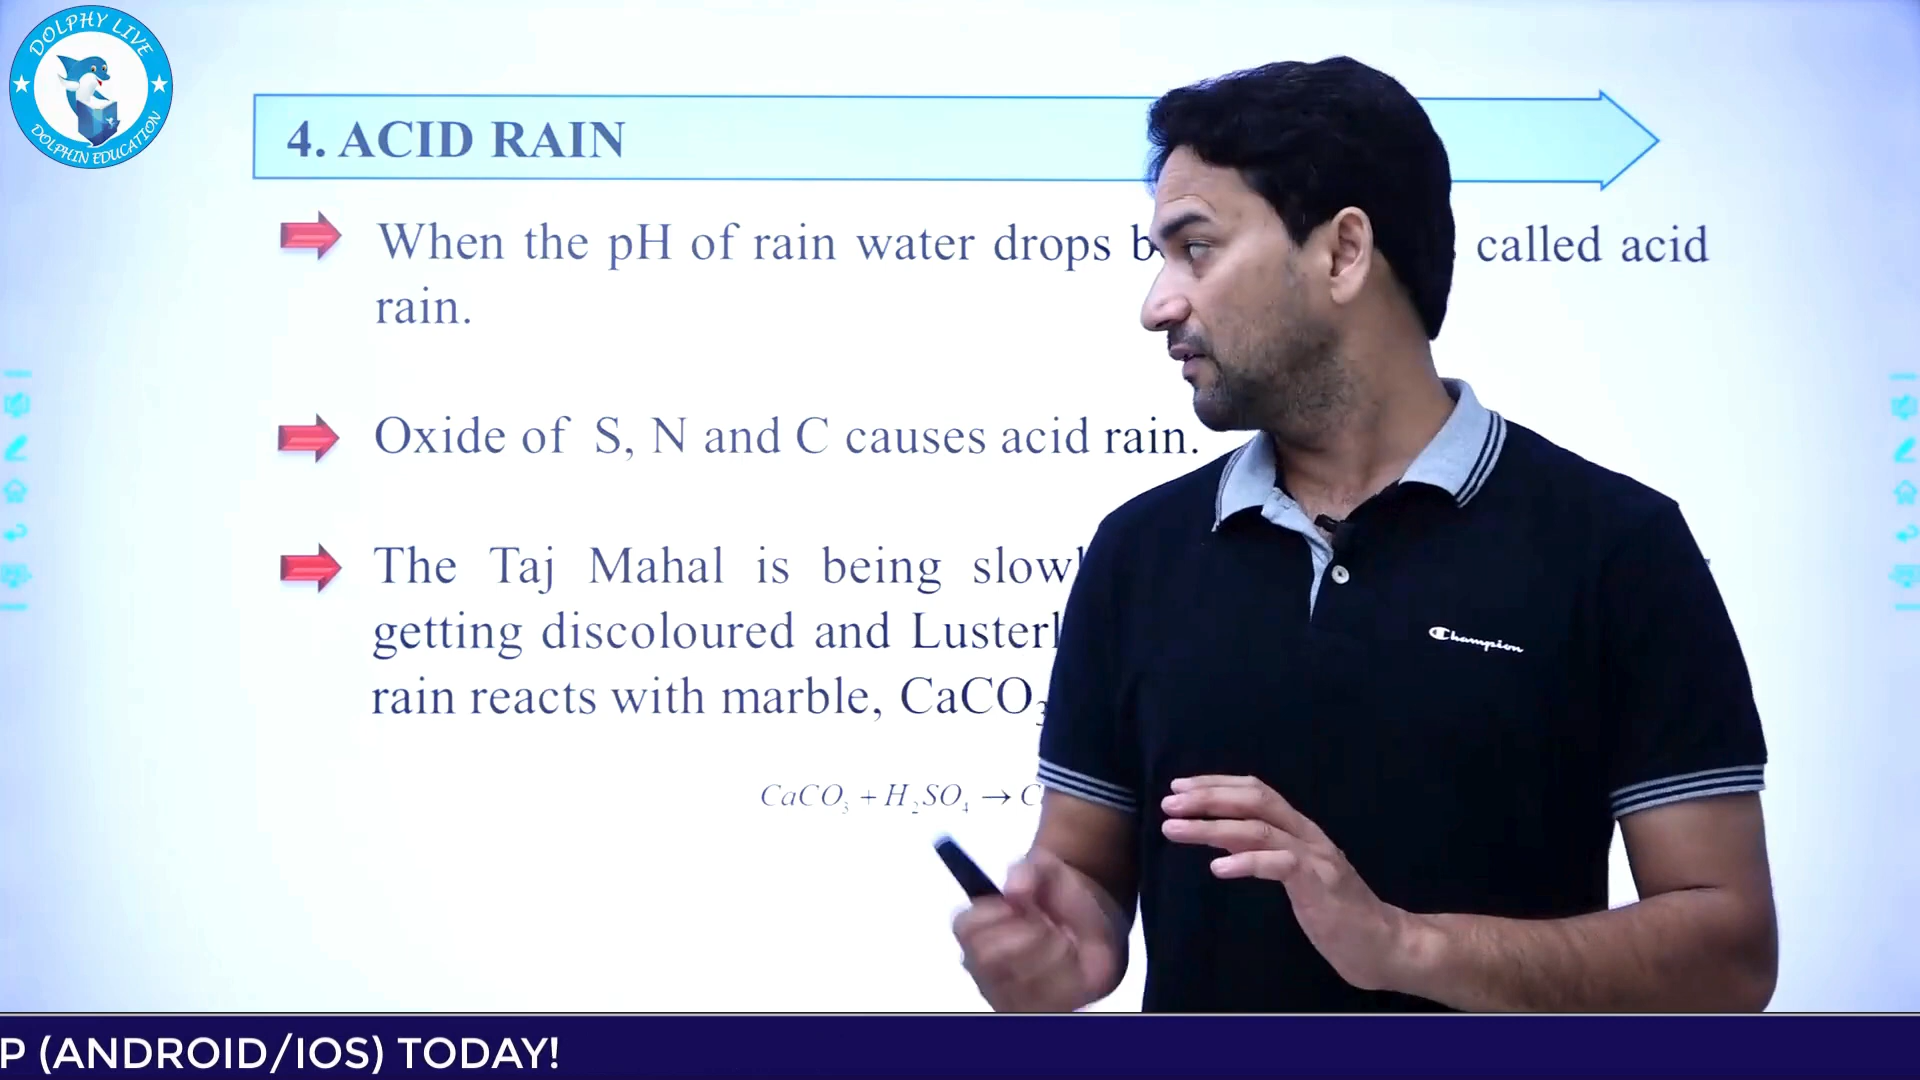 DOLPHY LIVE
DOLPHIN EDUCATION
4. ACID RAIN
When the pH of rain water drops called acid
rain.
Oxide of S, N and C causes acid rain.
The Taj Mahal is being
getting discoloured and
rain reacts with marble, CaCO₃
CaCO₃ + H₂SO₄ →
Champion
P (ANDROID/IOS) TODAY!